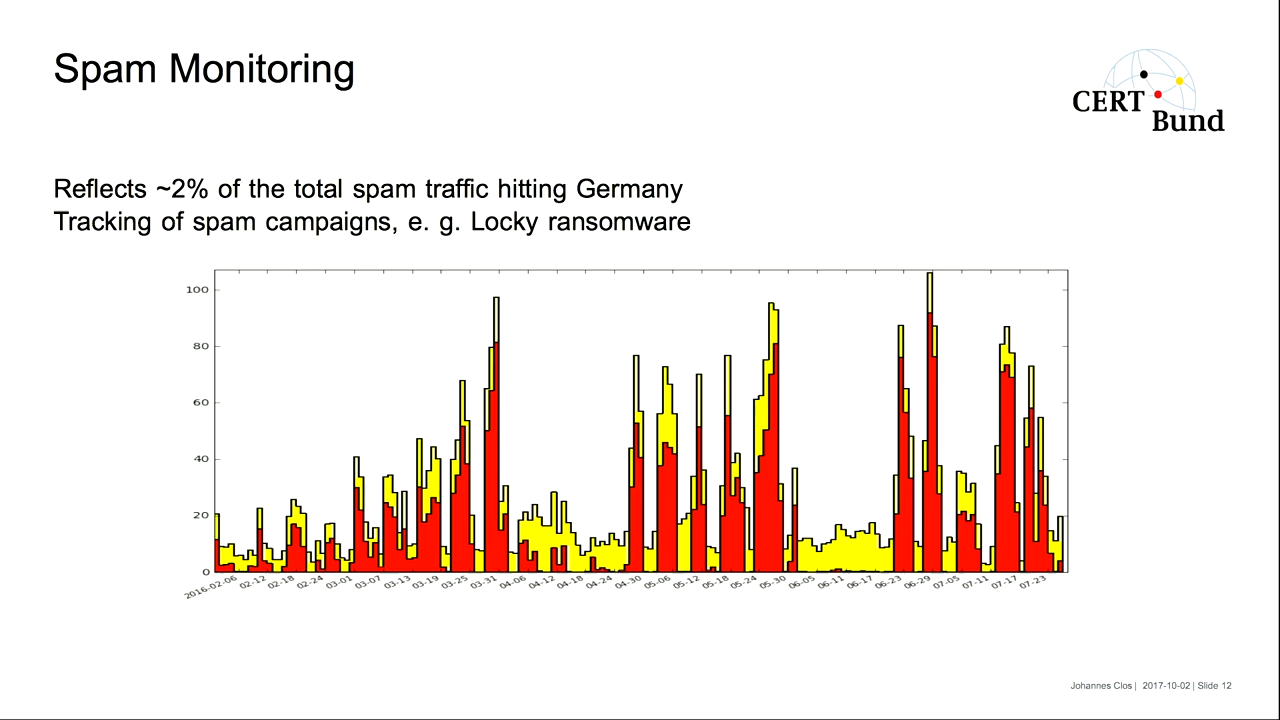 Spam Monitoring
CERT
Bund
Reflects ~2% of the total spam traffic hitting Germany
Tracking of spam campaigns, e. g. Locky ransomware
100
80
60
40
20
0
2016-02-06 02-12 02-18 02-24 03-01 03-07 03-13 03-19 03-25 03-31 04-06 04-12 04-18 04-24 04-30 05-06 05-12 05-18 05-24 05-30 06-05 06-11 06-17 06-23 06-29 07-05 07-11 07-17 07-23
Johannes Clos | 2017-10-02 | Slide 12